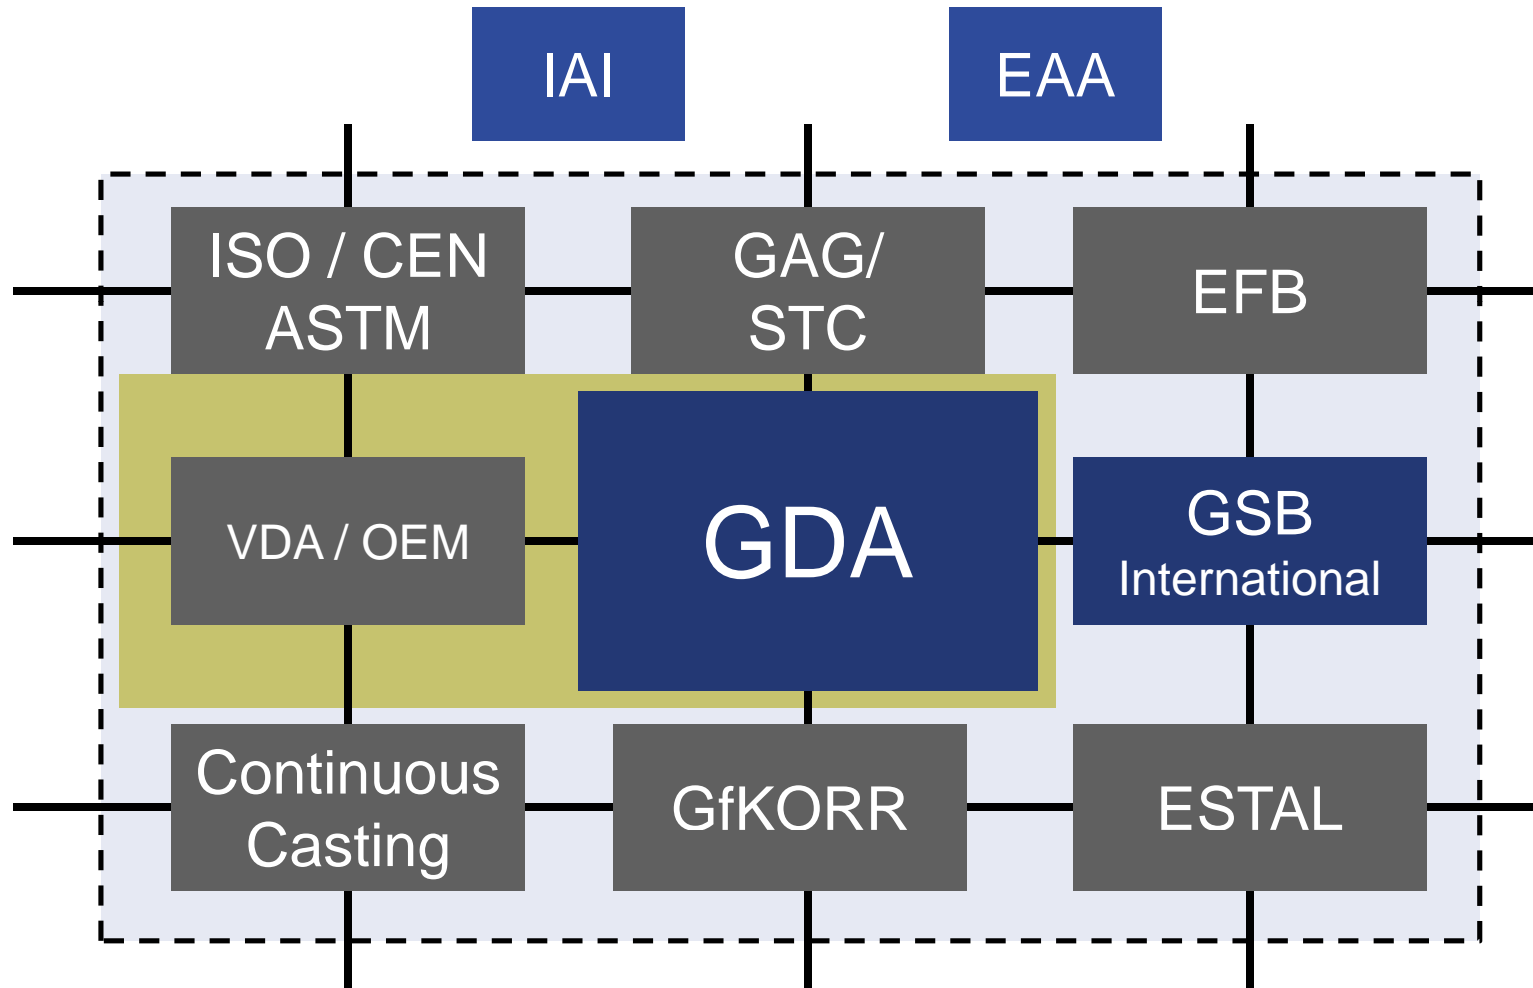 IAI
EAA
ISO / CEN
ASTM
GAG/
STC
EFB
VDA / OEM
GDA
GSB
International
Continuous
Casting
GfKORR
ESTAL